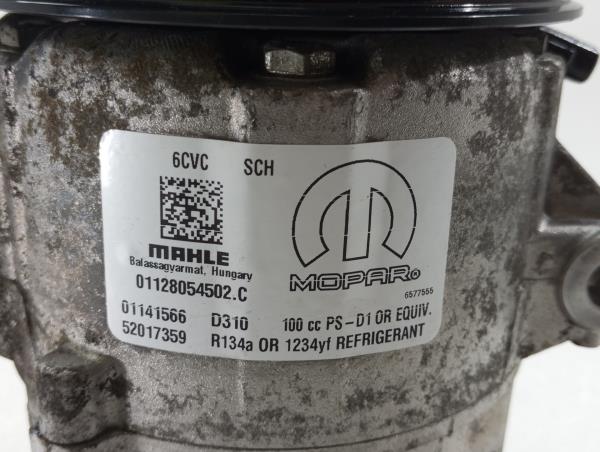 6CVC SCH
MAHLE
Balassagyarmat, Hungary
MOPAR®
01128054502.C
6577555
01141566 D310 100 cc PS-D1 OR EQUIV.
52017359 R134a OR 1234yf REFRIGERANT